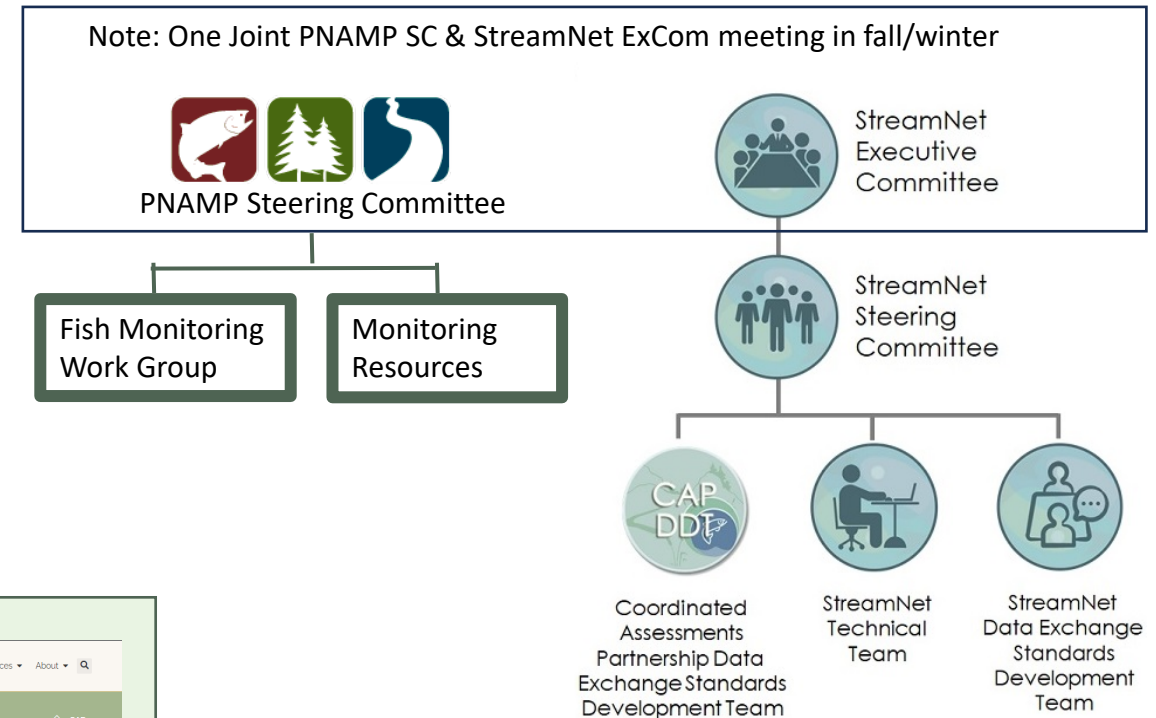 Note: One Joint PNAMP SC & StreamNet ExCom meeting in fall/winter
PNAMP Steering Committee
StreamNet
Executive
Committee
Fish Monitoring
Work Group
Monitoring
Resources
StreamNet
Steering
Committee
CAP
DDT
Coordinated
Assessments
Partnership Data
Exchange Standards
Development Team
StreamNet
Technical
Team
StreamNet
Data Exchange
Standards
Development
Team
About